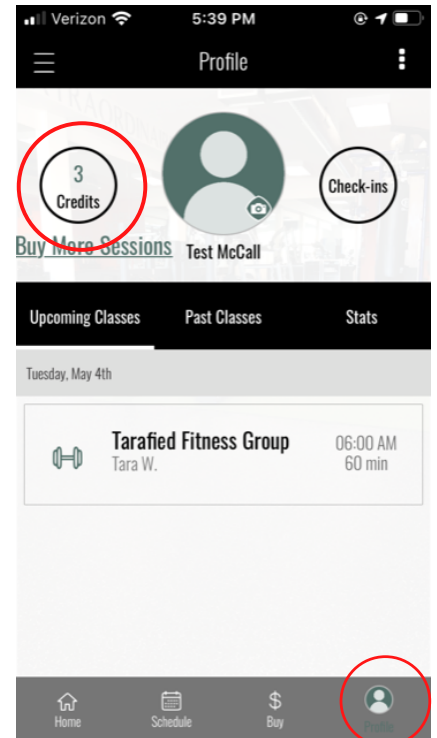 Verizon 5:39 PM
Profile
3
Credits
Check-ins
Buy More Sessions
Test McCall
Upcoming Classes Past Classes Stats
Tuesday, May 4th
Tarafied Fitness Group 06:00 AM
Tara W. 60 min
Home Schedule Buy Profile